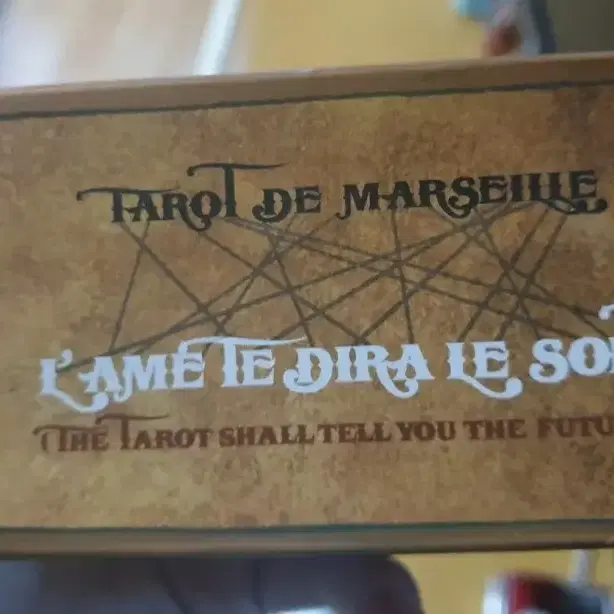 TAROT DE MARSEILLE
L'AME TE DIRA LE
THE TAROT SHALL TELL YOU THE